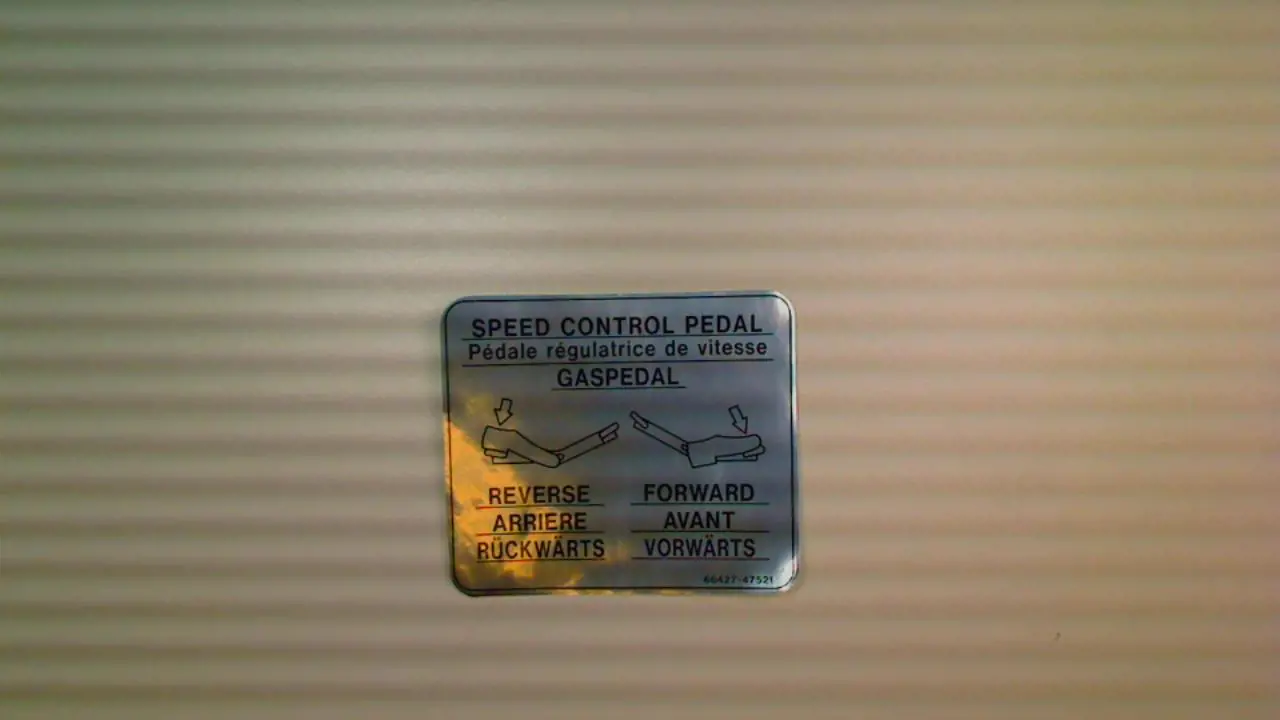 SPEED CONTROL PEDAL
Pédale régulatrice de vitesse
GASPEDAL
REVERSE FORWARD
ARRIERE AVANT
RÜCKWÄRTS VORWÄRTS
66427-47521